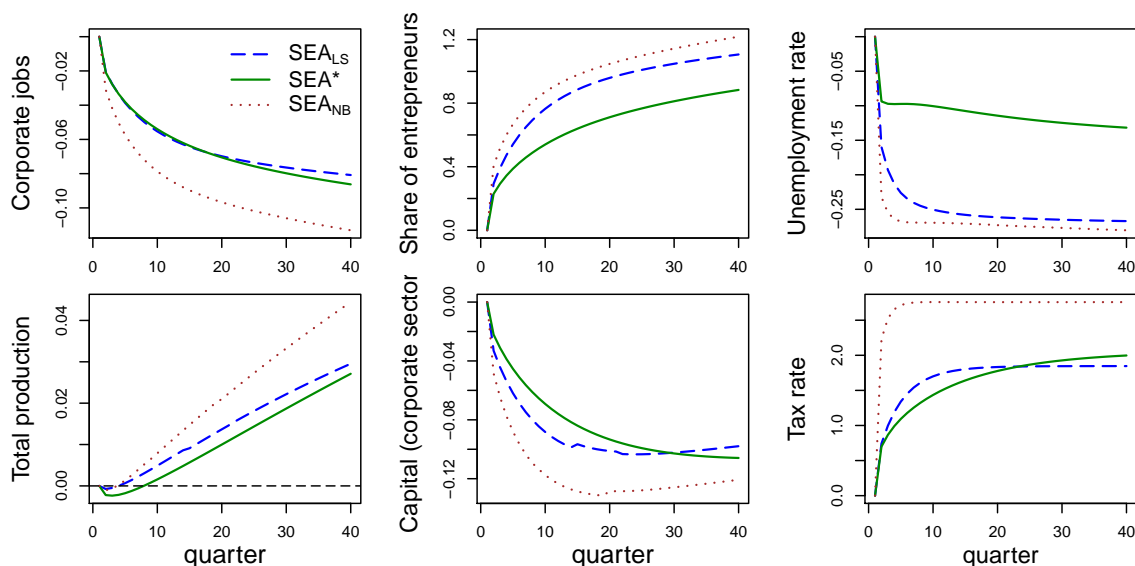 Corporate jobs
−0.10
−0.06
−0.02
0 10 20 30 40
SEA_LS
SEA*
SEA_NB
Share of entrepreneurs
0.0 0.4 0.8 1.2
0 10 20 30 40
Unemployment rate
−0.25 −0.15 −0.05
0 10 20 30 40
Total production
0.00 0.02 0.04
0 10 20 30 40
quarter
Capital (corporate sector
−0.12 −0.08 −0.04 0.00
0 10 20 30 40
quarter
Tax rate
0.0 1.0 2.0
0 10 20 30 40
quarter